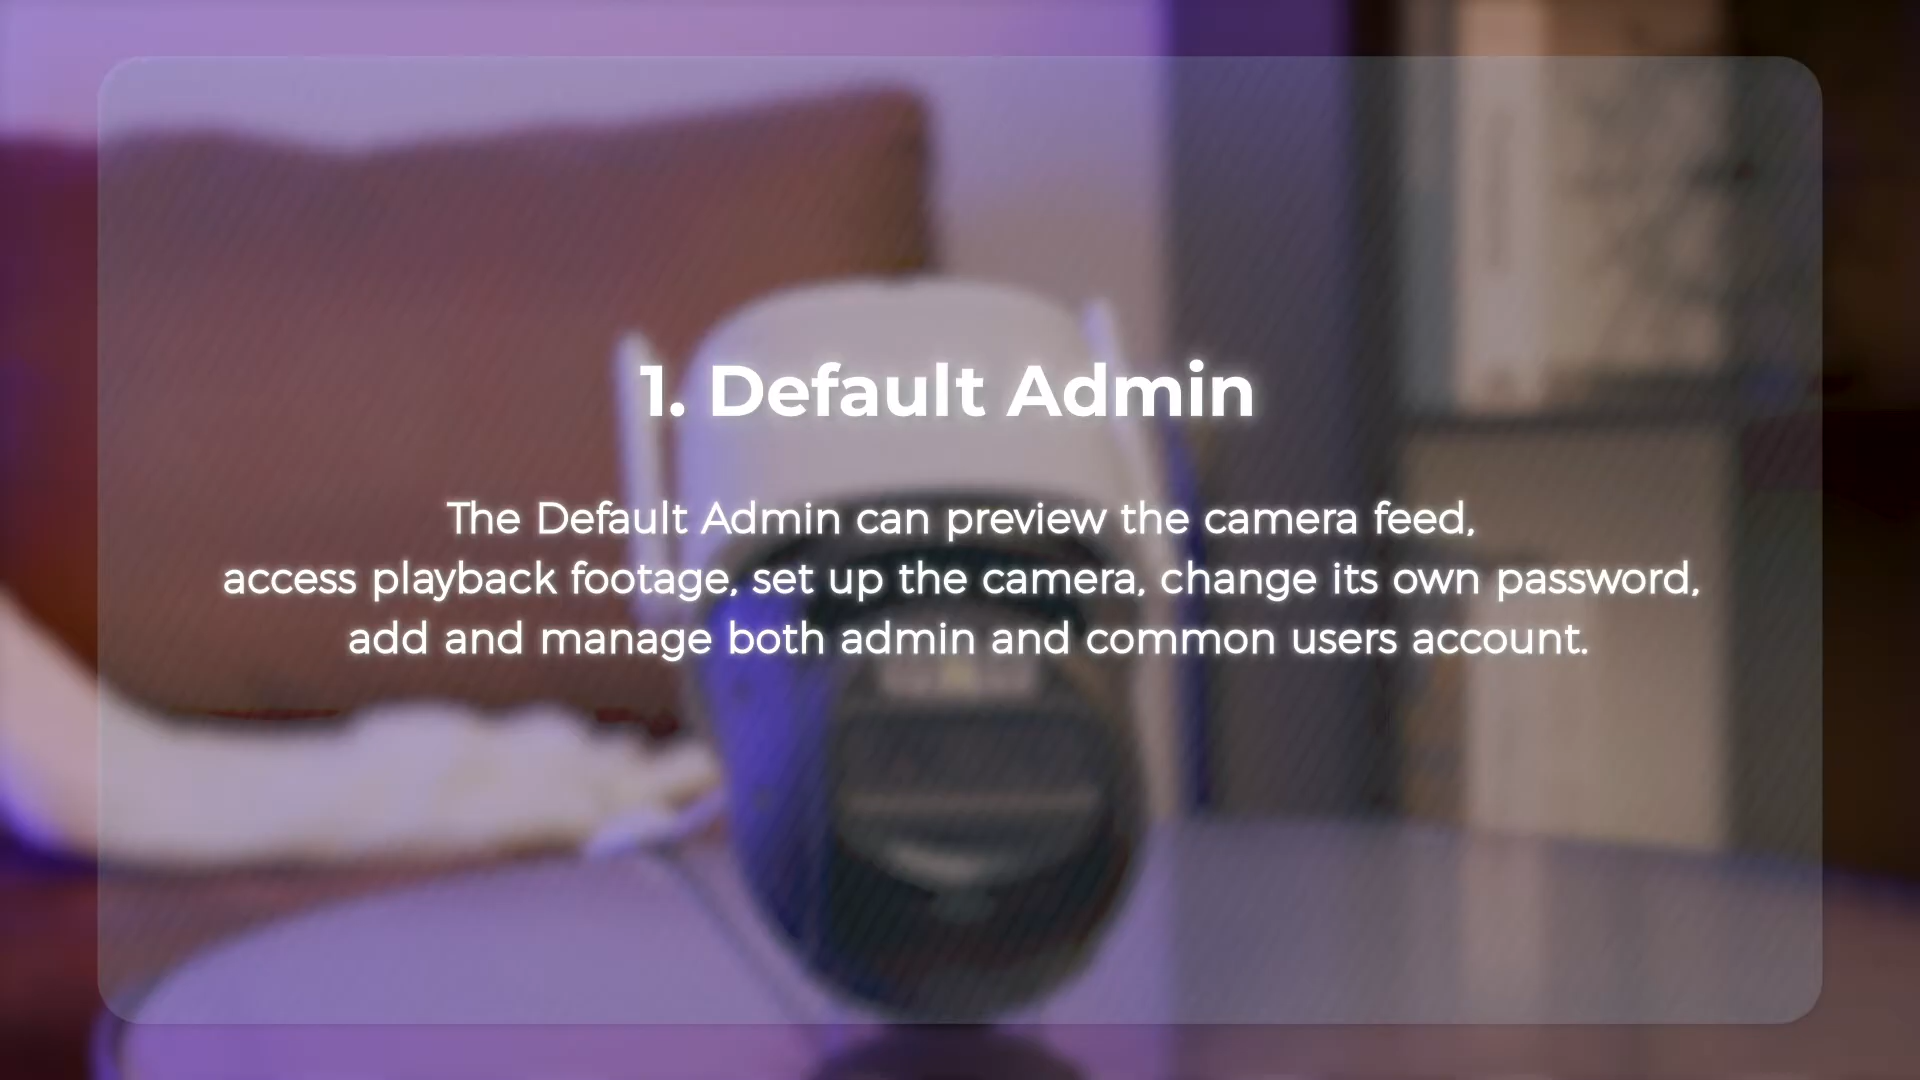 1. Default Admin
The Default Admin can preview the camera feed,
access playback footage, set up the camera, change its own password,
add and manage both admin and common users account.